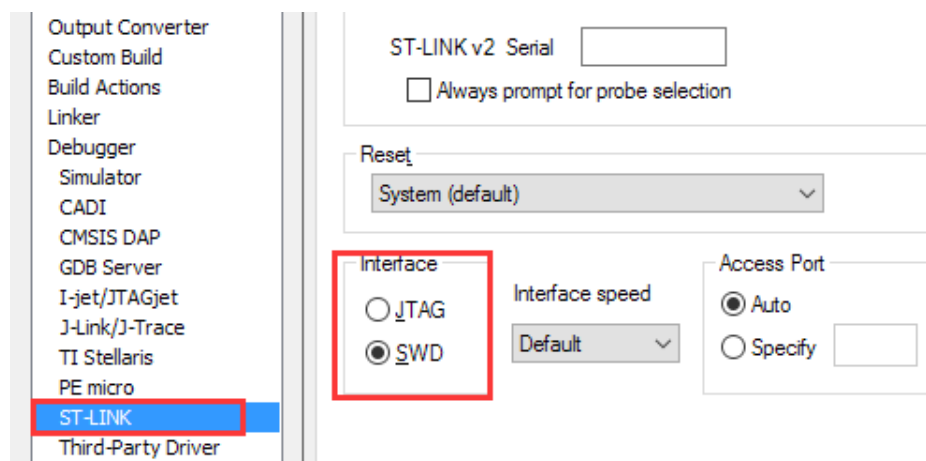 Output Converter
Custom Build
Build Actions
Linker
Debugger
Simulator
CADI
CMSIS DAP
GDB Server
I-jet/JTAGjet
J-Link/J-Trace
TI Stellaris
PE micro
ST-LINK
Third-Party Driver
ST-LINK v2 Serial
Always prompt for probe selection
Reset
System (default)
Interface
JTAG
SWD
Interface speed
Default
Access Port
Auto
Specify